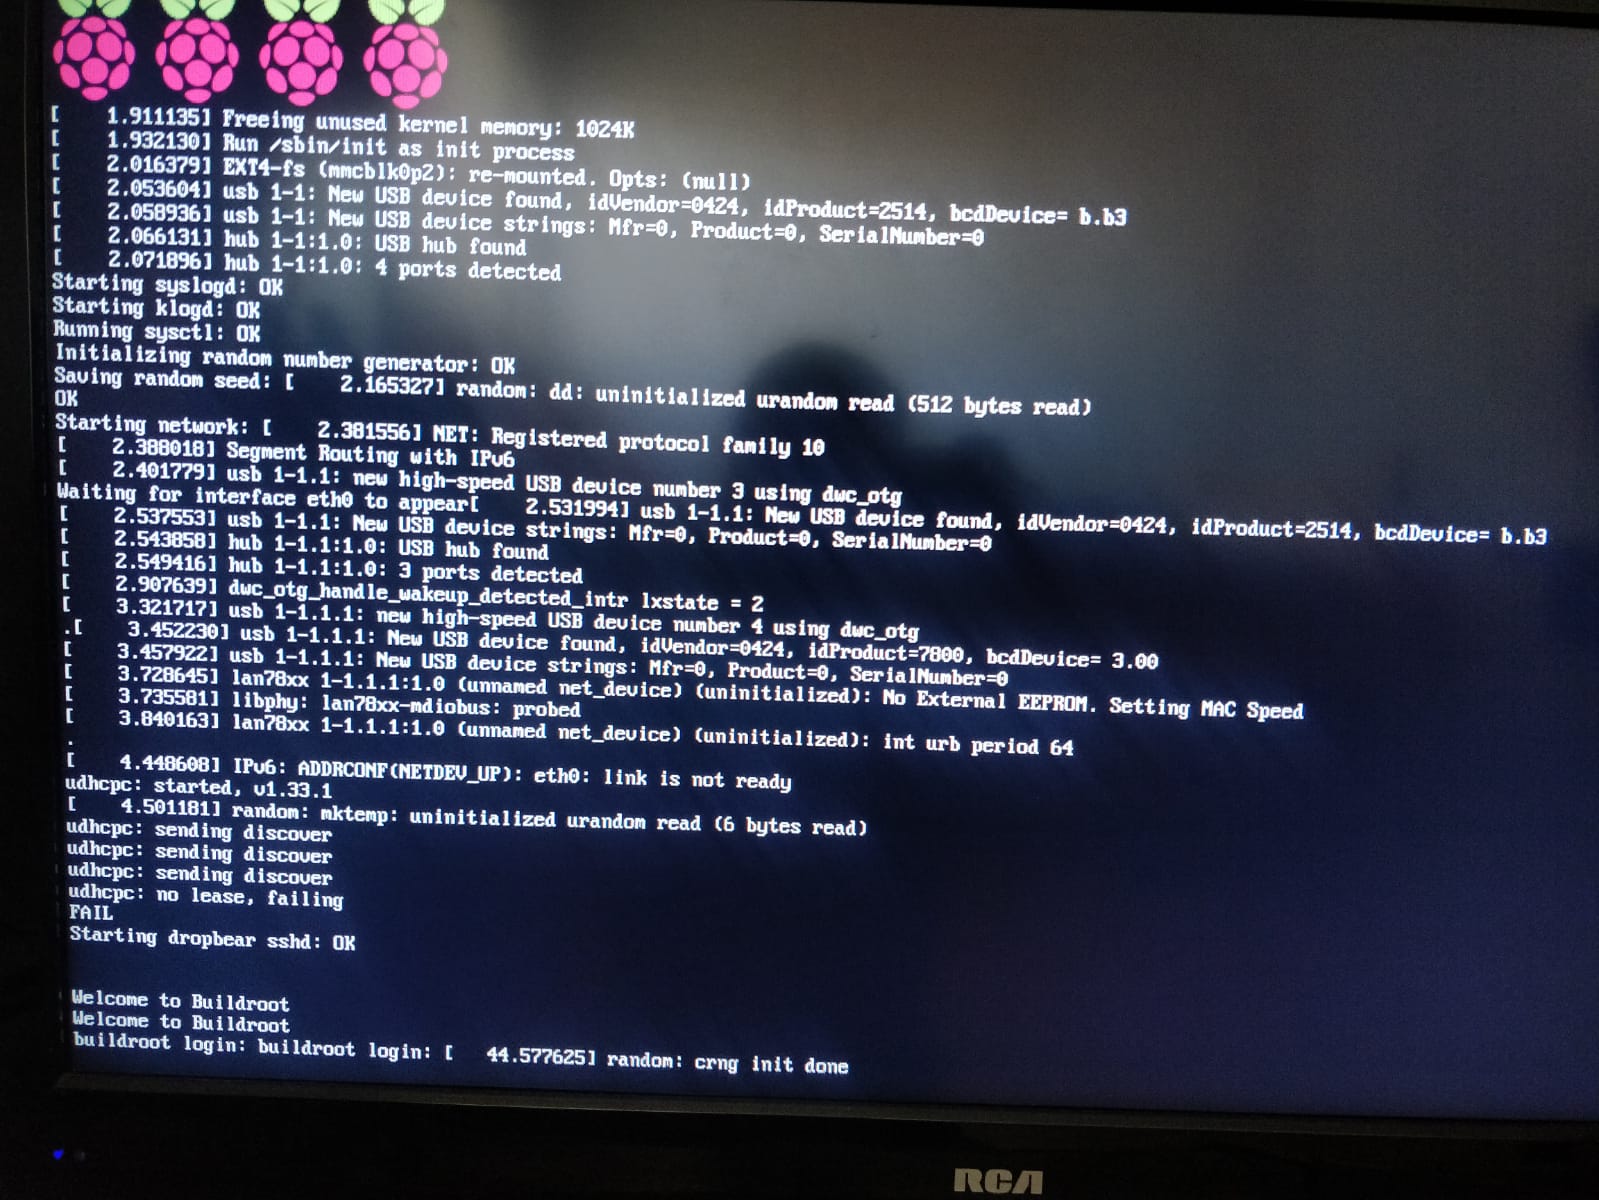 [    1.911135] Freeing unused kernel memory: 1024K
[    1.932130] Run /sbin/init as init process
[    2.016379] EXT4-fs (mmcblk0p2): re-mounted. Opts: (null)
[    2.053604] usb 1-1: New USB device found, idVendor=0424, idProduct=2514, bcdDevice= b.b3
[    2.058936] usb 1-1: New USB device strings: Mfr=0, Product=0, SerialNumber=0
[    2.066131] hub 1-1:1.0: USB hub found
[    2.071896] hub 1-1:1.0: 4 ports detected
Starting syslogd: OK
Starting klogd: OK
Running sysctl: OK
Initializing random number generator: OK
Saving random seed: [    2.165327] random: dd: uninitialized urandom read (512 bytes read)
OK
Starting network: [    2.381556] NET: Registered protocol family 10
[    2.388018] Segment Routing with IPv6
[    2.401779] usb 1-1.1: new high-speed USB device number 3 using dwc_otg
Waiting for interface eth0 to appear[    2.531994] usb 1-1.1: New USB device found, idVendor=0424, idProduct=2514, bcdDevice= b.b3
[    2.537553] usb 1-1.1: New USB device strings: Mfr=0, Product=0, SerialNumber=0
[    2.543858] hub 1-1.1:1.0: USB hub found
[    2.549416] hub 1-1.1:1.0: 3 ports detected
[    2.907639] dwc_otg_handle_wakeup_detected_intr lxstate = 2
[    3.321717] usb 1-1.1.1: new high-speed USB device number 4 using dwc_otg
.[    3.452230] usb 1-1.1.1: New USB device found, idVendor=0424, idProduct=7800, bcdDevice= 3.00
[    3.457922] usb 1-1.1.1: New USB device strings: Mfr=0, Product=0, SerialNumber=0
[    3.728645] lan78xx 1-1.1.1:1.0 (unnamed net_device) (uninitialized): No External EEPROM. Setting MAC Speed
[    3.735581] libphy: lan78xx-mdiobus: probed
[    3.840163] lan78xx 1-1.1.1:1.0 (unnamed net_device) (uninitialized): int urb period 64
.
[    4.448608] IPv6: ADDRCONF(NETDEV_UP): eth0: link is not ready
udhcpc: started, v1.33.1
[    4.501181] random: mktemp: uninitialized urandom read (6 bytes read)
udhcpc: sending discover
udhcpc: sending discover
udhcpc: sending discover
udhcpc: no lease, failing
FAIL
Starting dropbear sshd: OK
Welcome to Buildroot
Welcome to Buildroot
buildroot login: buildroot login: [   44.577625] random: crng init done
RCA